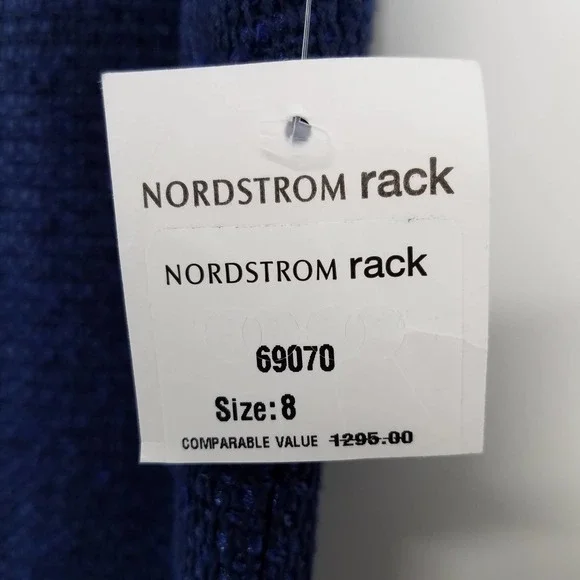 NORDSTROM rack
NORDSTROM rack
69070
Size:8
COMPARABLE VALUE 1295.00